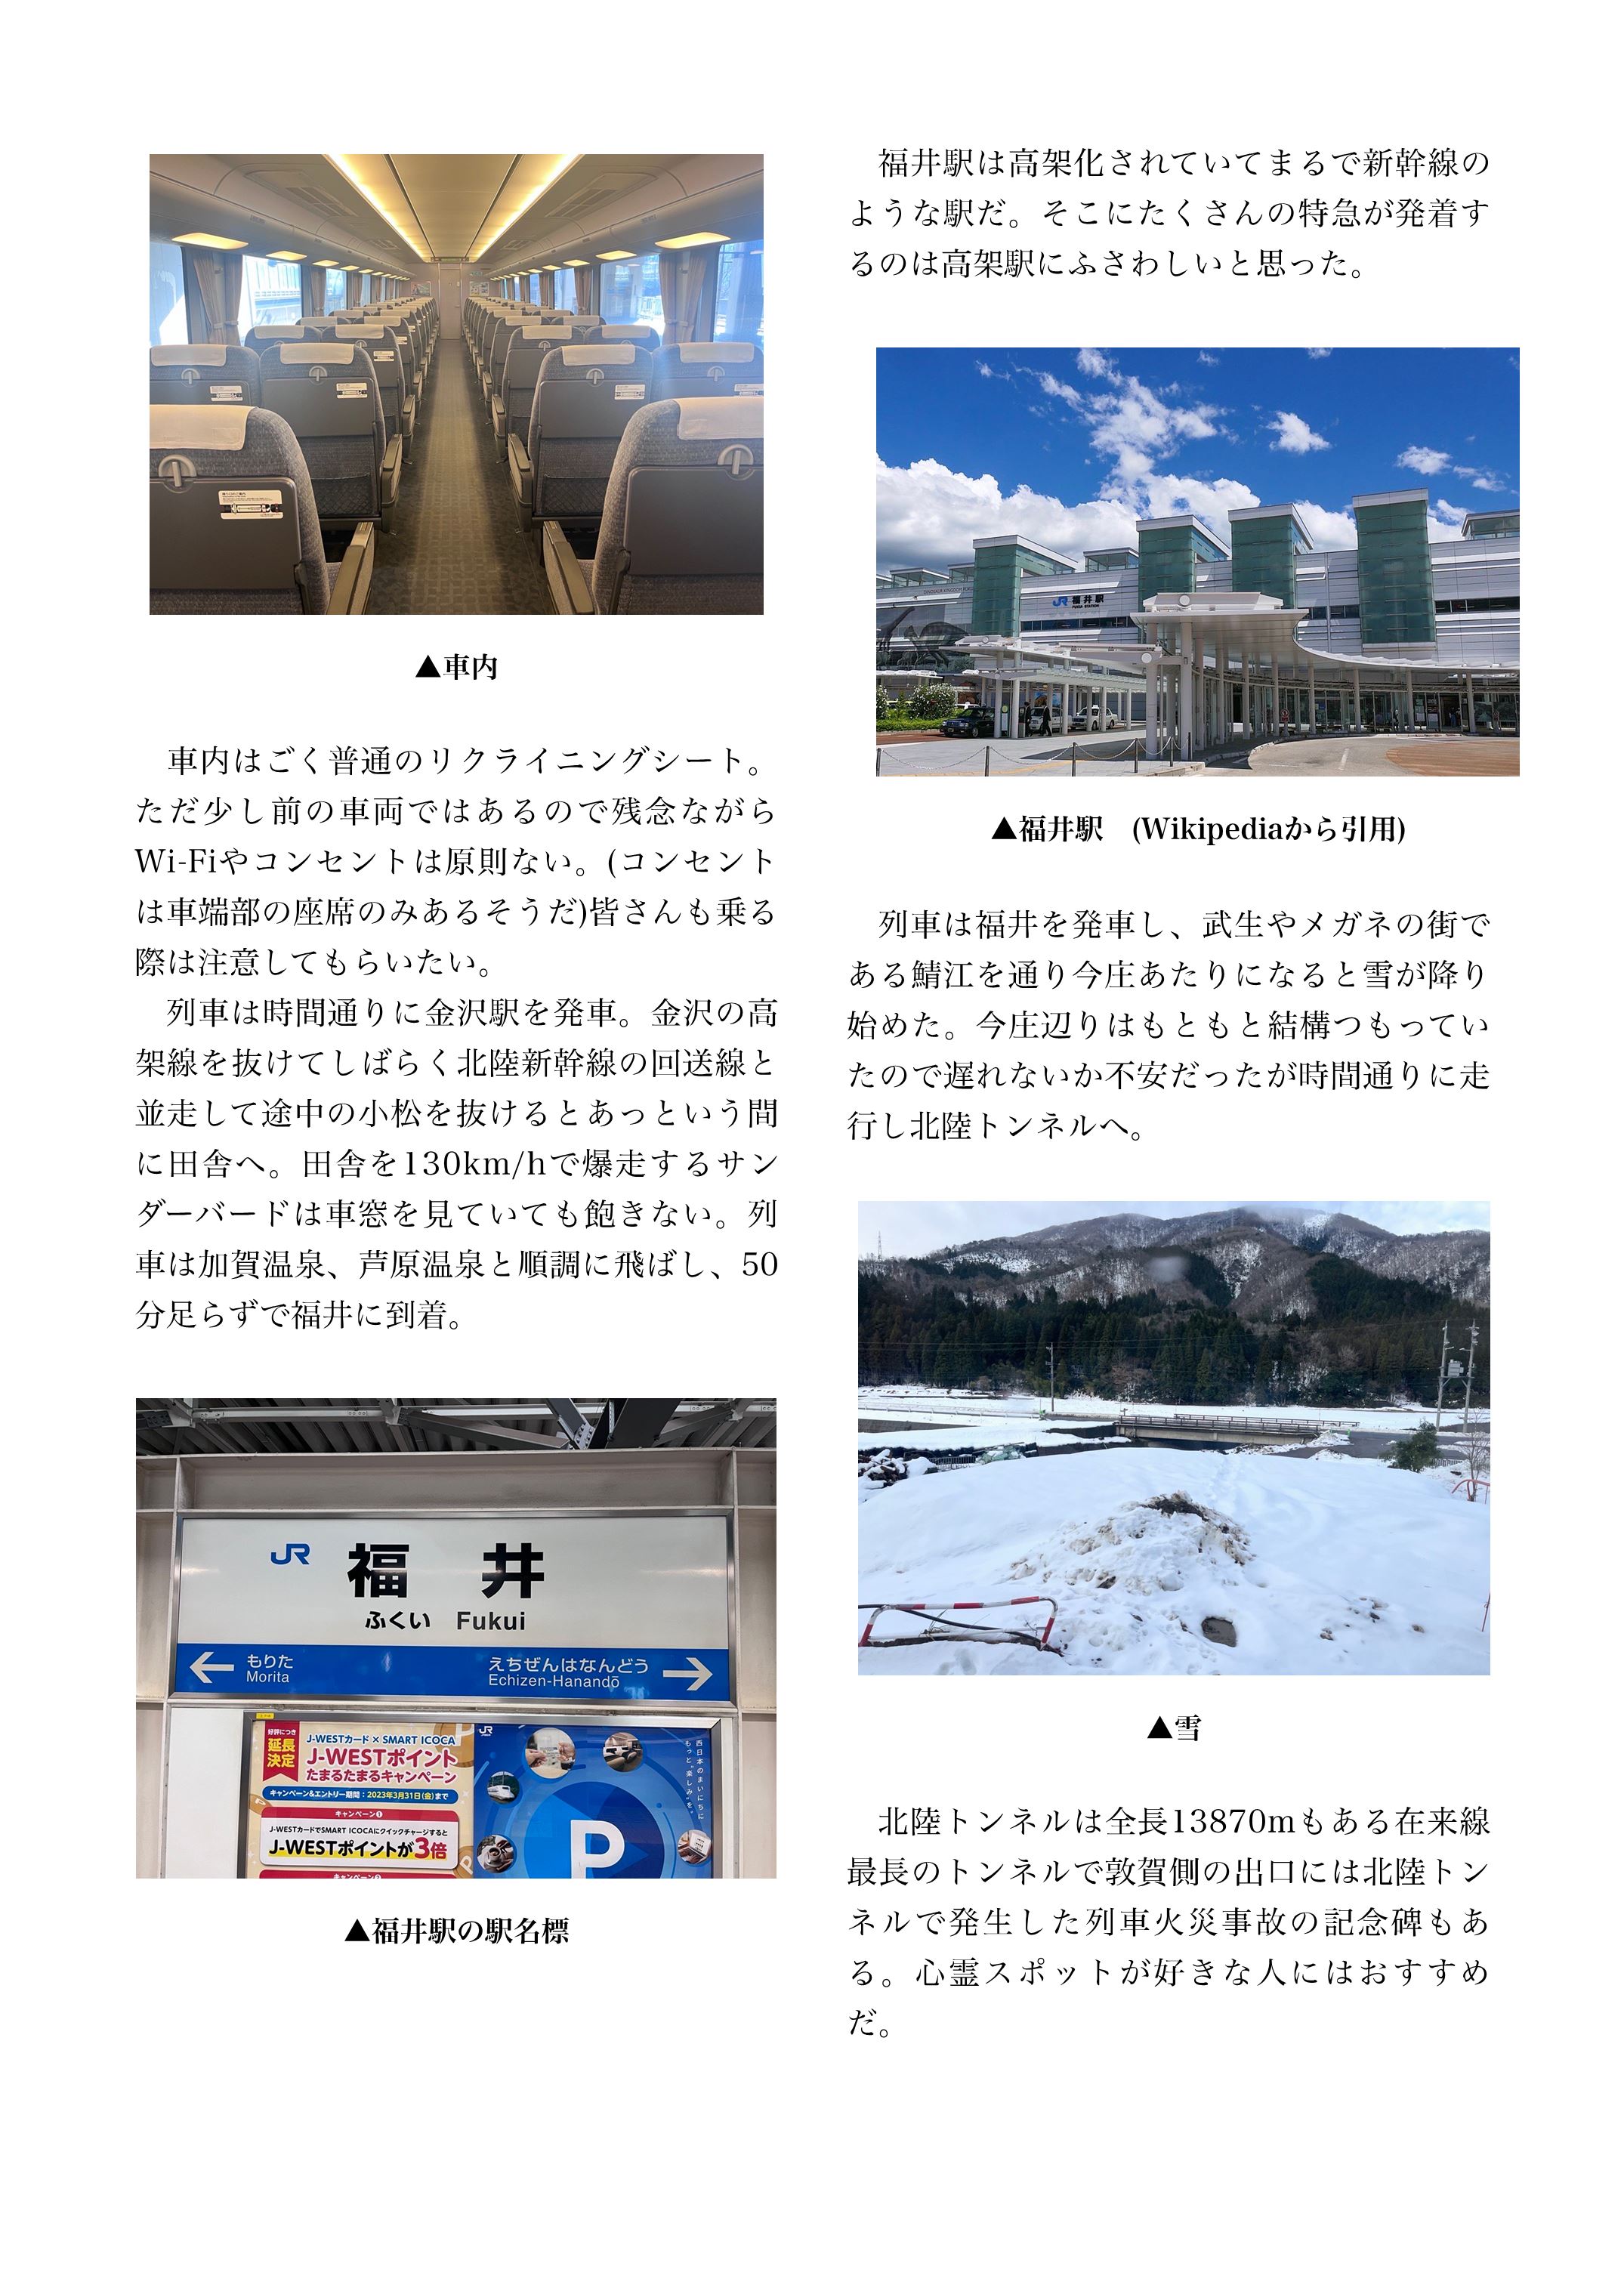 ▲車内
車内はごく普通のリクライニングシート。
ただ少し前の車両ではあるので残念ながら
Wi-Fiやコンセントは原則ない。(コンセント
は車端部の座席のみあるそうだ)皆さんも乗る
際は注意してもらいたい。
列車は時間通りに金沢駅を発車。金沢の高
架線を抜けてしばらく北陸新幹線の回送線と
並走して途中の小松を抜けるとあっという間
に田舎へ。田舎を130km/hで爆走するサン
ダーバードは車窓を見ていても飽きない。列
車は加賀温泉、芦原温泉と順調に飛ばし、50
分足らずで福井に到着。
JR 福井
ふくい Fukui
もりた
Morita
えちぜんはなんどう
Echizen-Hanandō
好評につき
延長
決定
J-WESTカード × SMART ICOCA
J-WESTポイント
たまるたまるキャンペーン
キャンペーン&エントリー期間：2023年3月31日(金)まで
キャンペーン❶
J-WESTカードでSMART ICOCAにクイックチャージすると
J-WESTポイントが3倍
キャンペーン❷
JR
西日本のまいにちに
もっと“楽しみ”を。
P
▲福井駅の駅名標
福井駅は高架化されていてまるで新幹線の
ような駅だ。そこにたくさんの特急が発着す
るのは高架駅にふさわしいと思った。
JR 福井駅
FUKUI STATION
▲福井駅　(Wikipediaから引用)
列車は福井を発車し、武生やメガネの街で
ある鯖江を通り今庄あたりになると雪が降り
始めた。今庄辺りはもともと結構つもってい
たので遅れないか不安だったが時間通りに走
行し北陸トンネルへ。
▲雪
北陸トンネルは全長13870mもある在来線
最長のトンネルで敦賀側の出口には北陸トン
ネルで発生した列車火災事故の記念碑もあ
る。心霊スポットが好きな人にはおすすめ
だ。